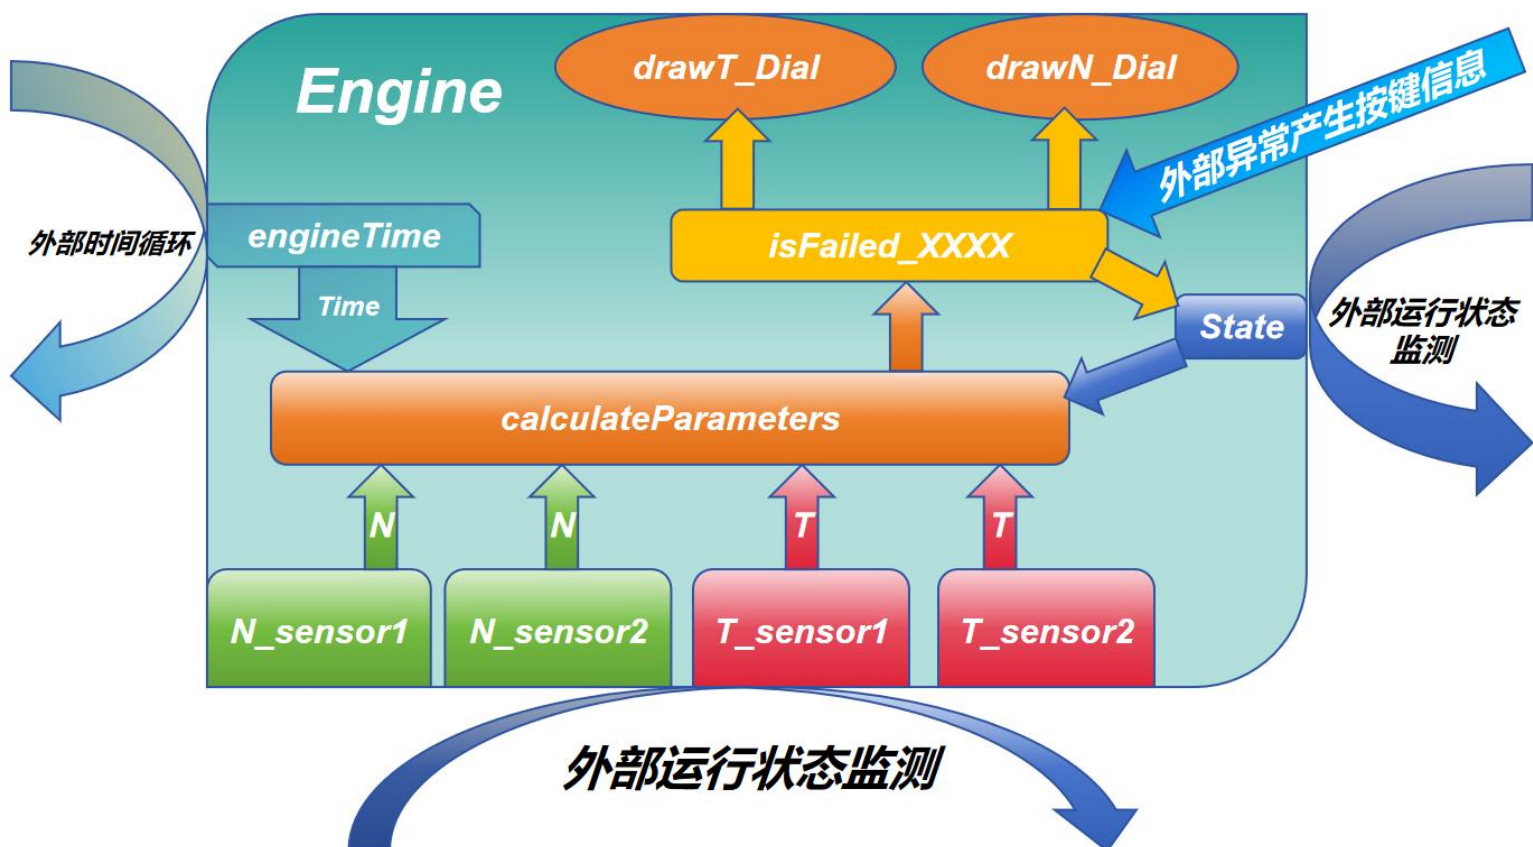 Engine
drawT_Dial
drawN_Dial
外部异常产生按键信息
外部时间循环
engineTime
isFailed_XXXX
Time
State
外部运行状态
监测
calculateParameters
N
N
T
T
N_sensor1
N_sensor2
T_sensor1
T_sensor2
外部运行状态监测